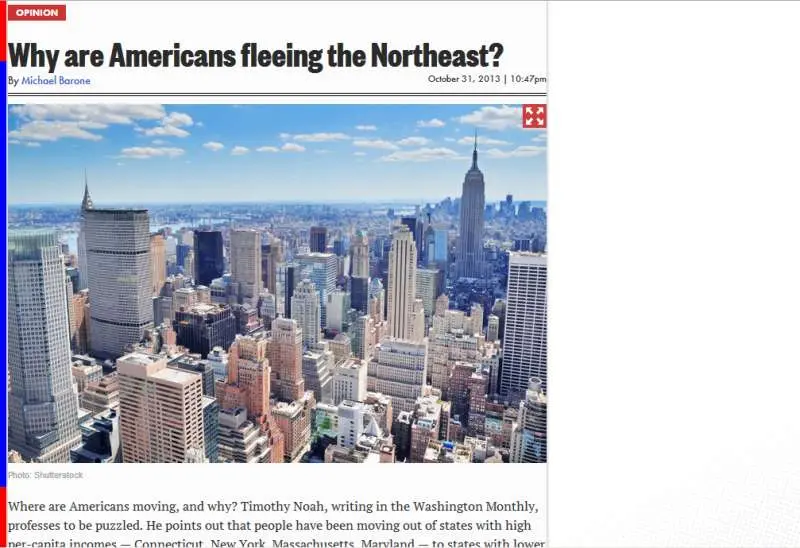 OPINION
Why are Americans fleeing the Northeast?
By Michael Barone
October 31, 2013 | 10:47pm
Photo: Shutterstock
Where are Americans moving, and why? Timothy Noah, writing in the Washington Monthly,
professes to be puzzled. He points out that people have been moving out of states with high
per-capita incomes — Connecticut, New York, Massachusetts, Maryland — to states with lower